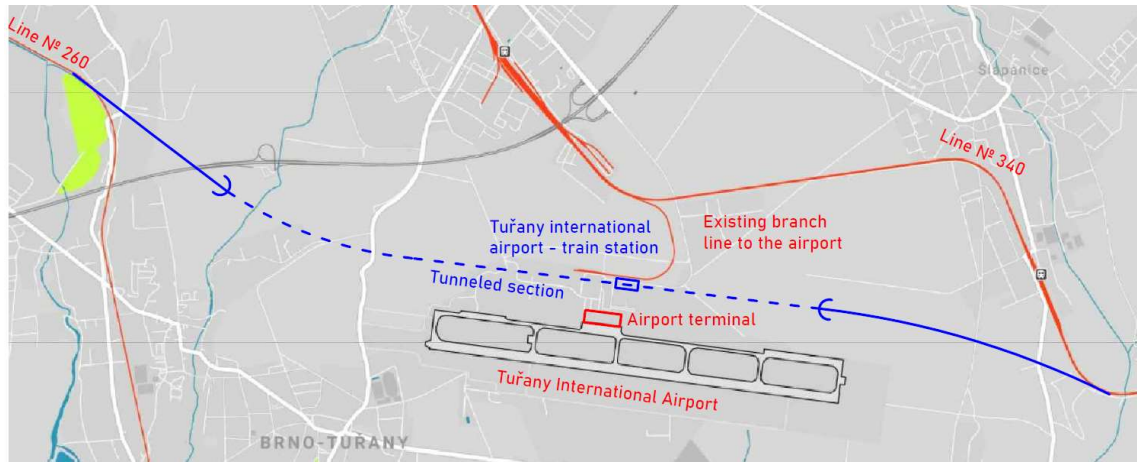 Line № 260
Šlapanice
Line № 340
Tuřany international
airport - train station
Existing branch
line to the airport
Tunneled section
Airport terminal
Tuřany International Airport
BRNO-TUŘANY